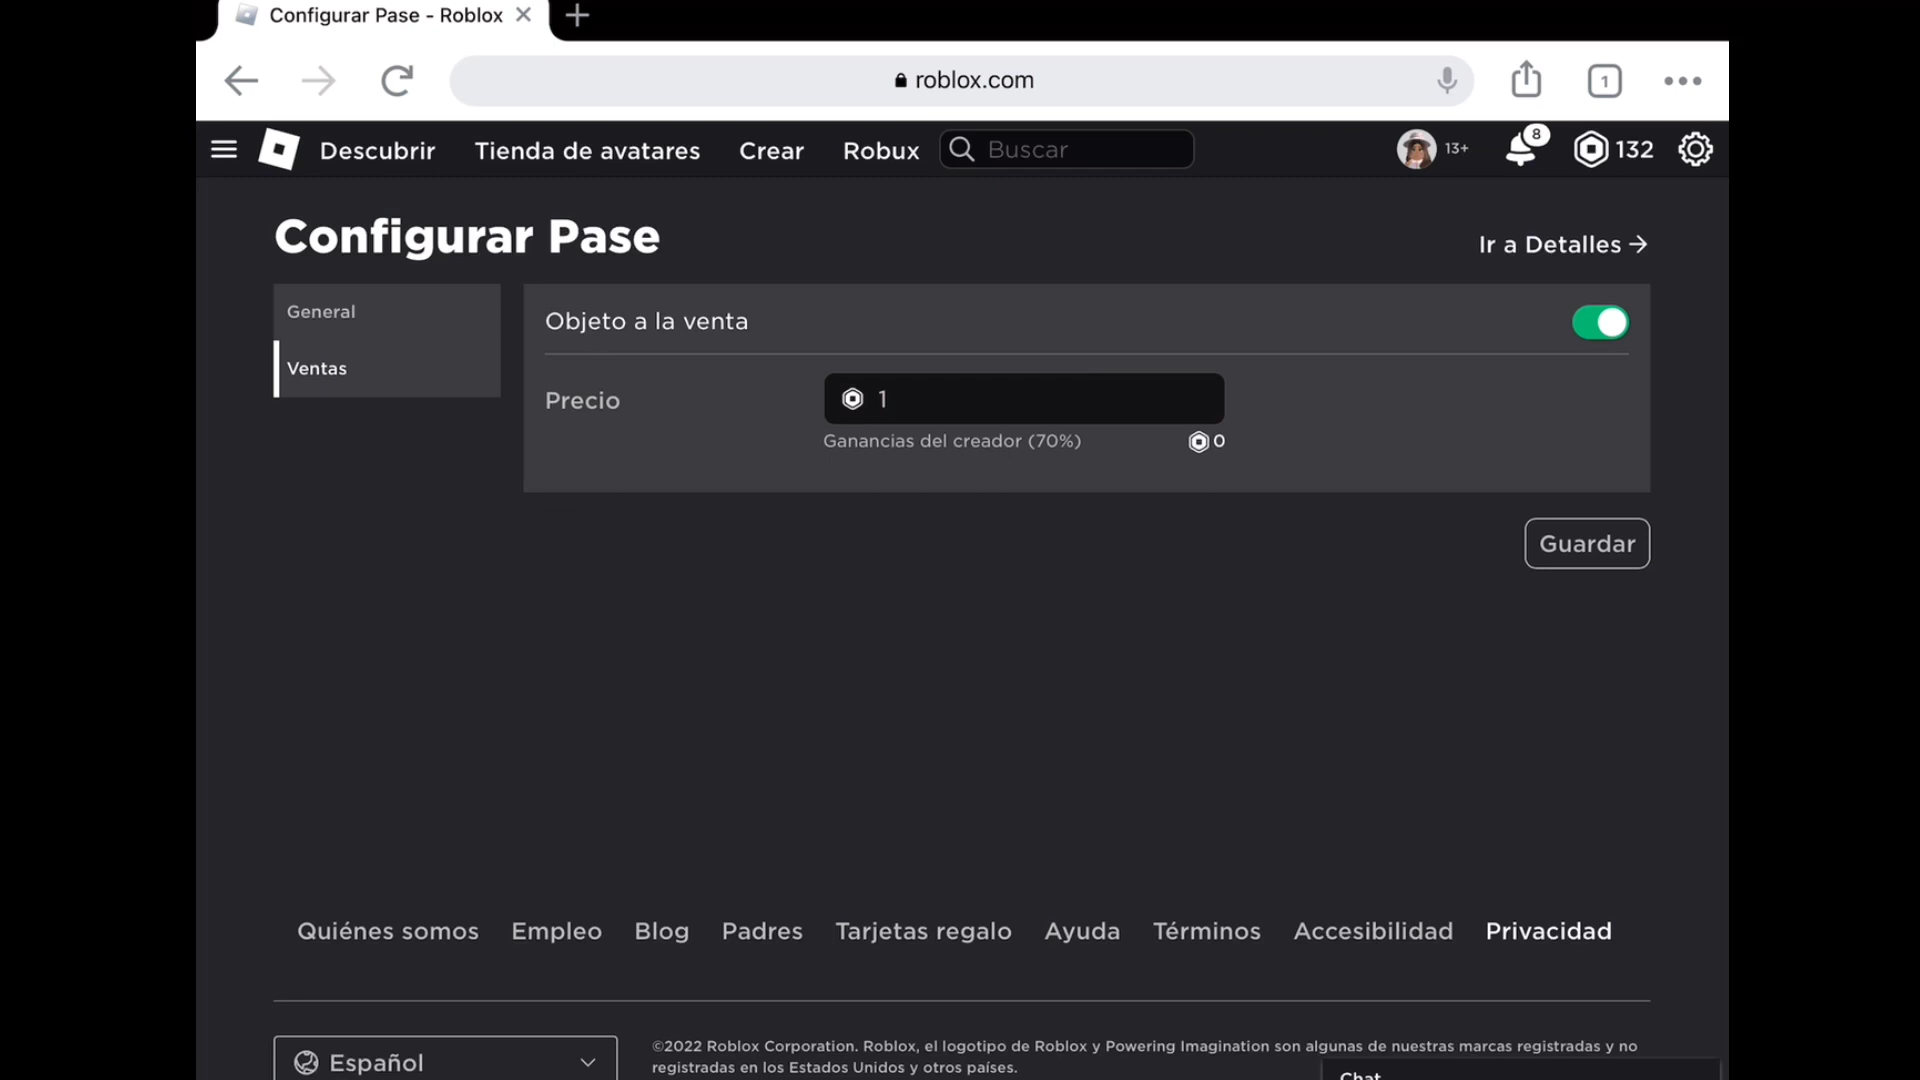 Configurar Pase - Roblox
roblox.com
1
Descubrir Tienda de avatares Crear Robux Buscar 13+ 8 132
Configurar Pase
Ir a Detalles
General
Ventas
Objeto a la venta
Precio 1
Ganancias del creador (70%) 0
Guardar
Quiénes somos Empleo Blog Padres Tarjetas regalo Ayuda Términos Accesibilidad Privacidad
Español
©2022 Roblox Corporation. Roblox, el logotipo de Roblox y Powering Imagination son algunas de nuestras marcas registradas y no
registradas en los Estados Unidos y otros países.
Chat